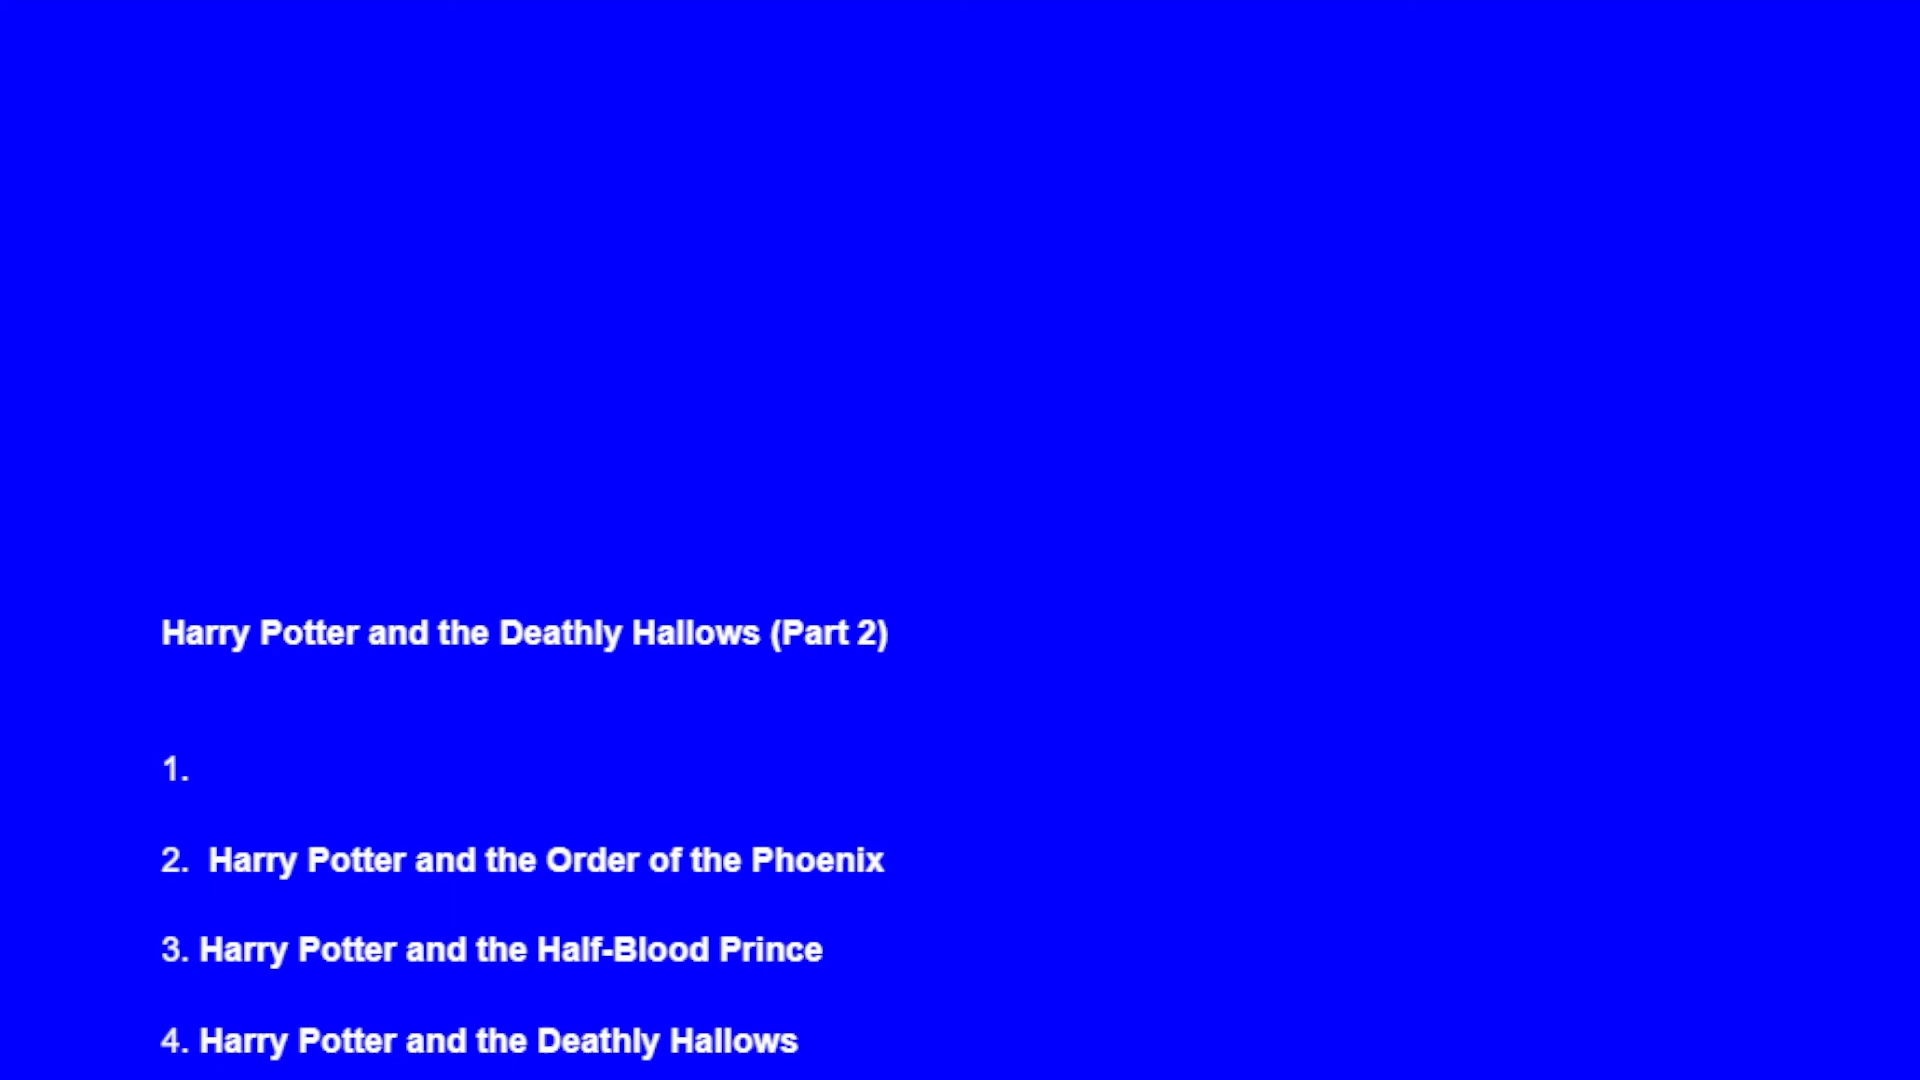 Harry Potter and the Deathly Hallows (Part 2)
1.
2. Harry Potter and the Order of the Phoenix
3. Harry Potter and the Half-Blood Prince
4. Harry Potter and the Deathly Hallows